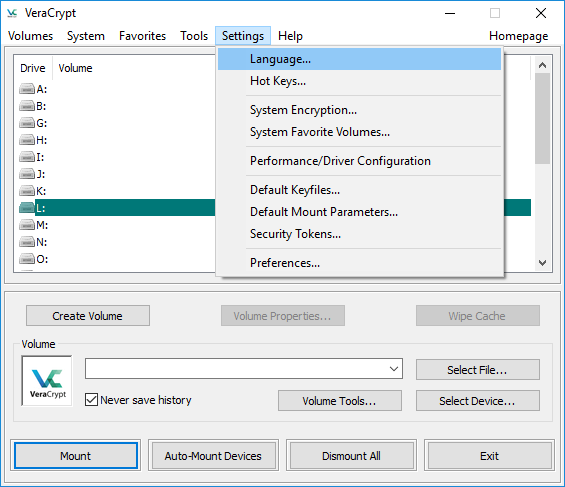 VeraCrypt
Volumes System Favorites Tools Settings Help Homepage
Drive Volume
A:
B:
G:
H:
I:
J:
K:
L:
M:
N:
O:
Language...
Hot Keys...
System Encryption...
System Favorite Volumes...
Performance/Driver Configuration
Default Keyfiles...
Default Mount Parameters...
Security Tokens...
Preferences...
Create Volume Volume Properties... Wipe Cache
Volume
VeraCrypt
Select File...
Never save history Volume Tools... Select Device...
Mount Auto-Mount Devices Dismount All Exit